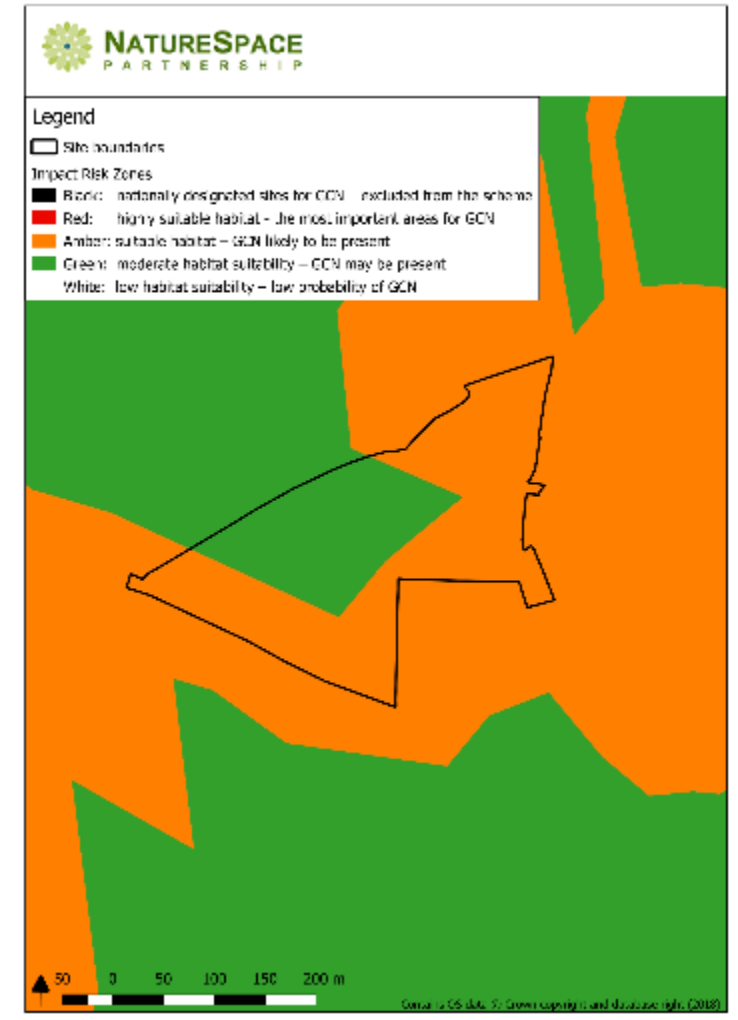 NATURESPACE
PARTNERSHIP
Legend
Site boundaries
Impact Risk Zones
Black: nationally designated sites for GCN – excluded from the scheme
Red: highly suitable habitat – the most important areas for GCN
Amber: suitable habitat – GCN likely to be present
Green: moderate habitat suitability – GCN may be present
White: low habitat suitability – low probability of GCN
50 0 50 100 150 200 m
Contains OS data © Crown copyright and database right (2018)